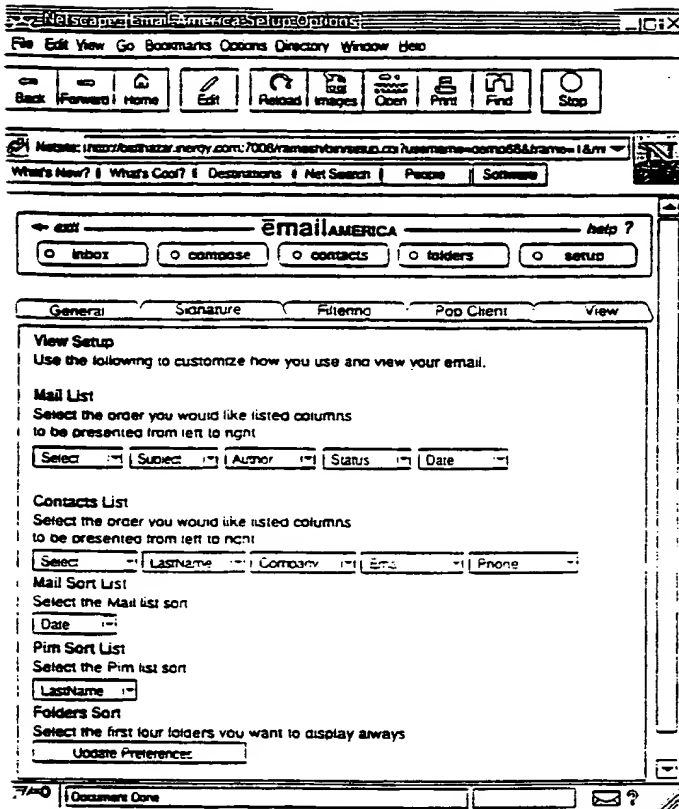 Netscape: Email America Setup Options
File Edit View Go Bookmarks Options Directory Window Help
Back Forward Home Edit Reload Images Open Print Find Stop
Netsite:
What's New? What's Cool? Destinations Net Search People Software
exit emailAMERICA help ?
inbox compose contacts folders setup
General Signature Filtering Pop Client View
View Setup
Use the following to customize how you use and view your email.
Mail List
Select the order you would like listed columns
to be presented from left to right
Select Subject Author Status Date
Contacts List
Select the order you would like listed columns
to be presented from left to right
Select LastName Company Email Phone
Mail Sort List
Select the Mail list sort
Date
Pim Sort List
Select the Pim list sort
LastName
Folders Sort
Select the first four folders you want to display always
Update Preferences
Document Done